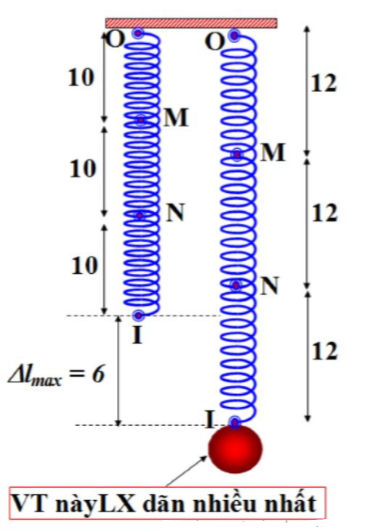 O
O
10
12
M
M
10
12
N
N
10
12
I
Δl_max = 6
I
VT nàyLX dãn nhiều nhất